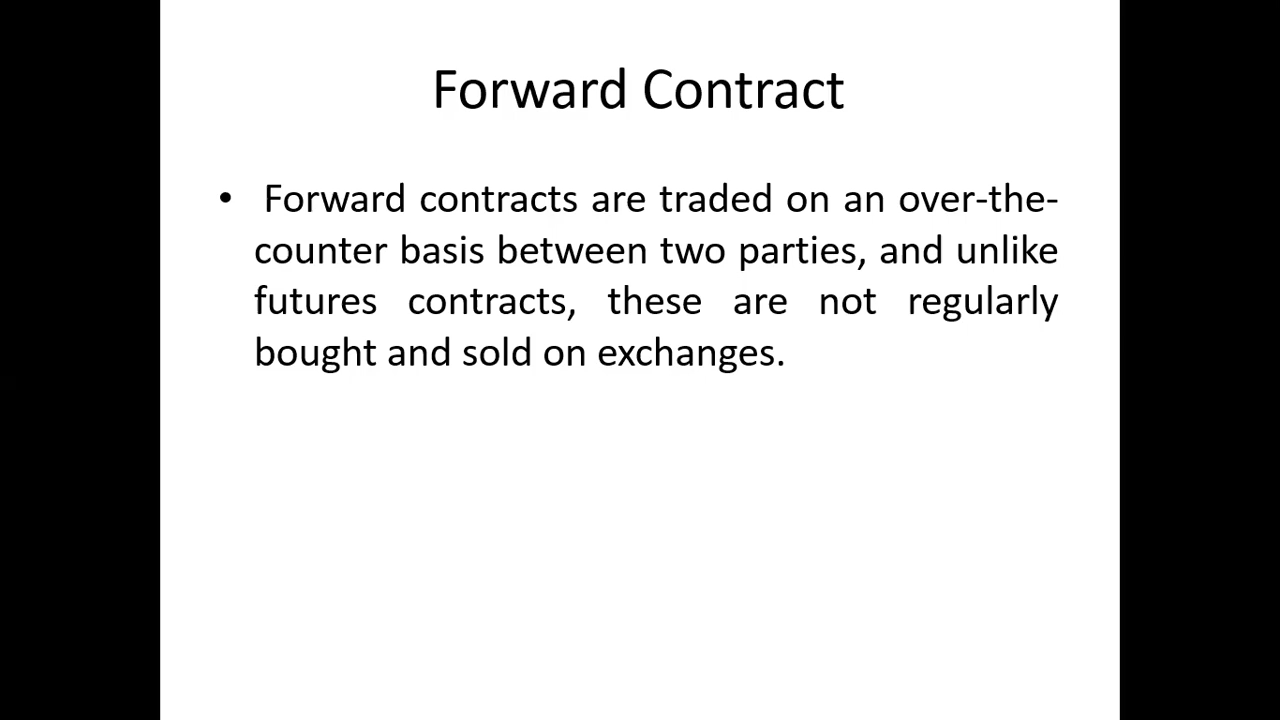 Forward Contract
• Forward contracts are traded on an over-the-
counter basis between two parties, and unlike
futures contracts, these are not regularly
bought and sold on exchanges.